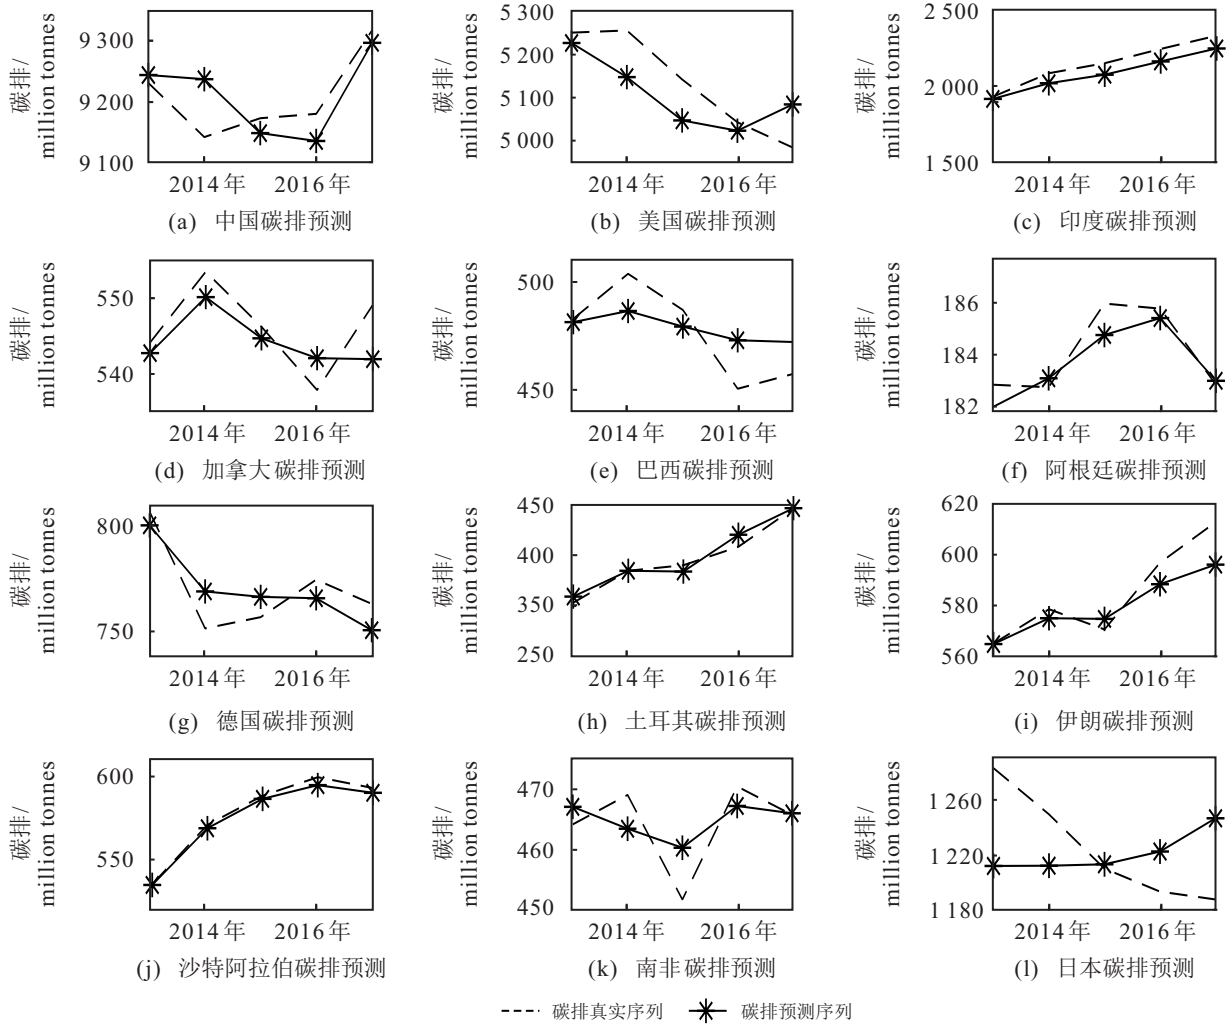 碳排/
million tonnes
9 300
9 200
9 100
2014年
2016年
(a) 中国碳排预测
碳排/
million tonnes
5 300
5 200
5 100
5 000
2014年
2016年
(b) 美国碳排预测
碳排/
million tonnes
2 500
2 000
1 500
2014年
2016年
(c) 印度碳排预测
碳排/
million tonnes
550
540
2014年
2016年
(d) 加拿大碳排预测
碳排/
million tonnes
500
450
2014年
2016年
(e) 巴西碳排预测
碳排/
million tonnes
186
184
182
2014年
2016年
(f) 阿根廷碳排预测
碳排/
million tonnes
800
750
2014年
2016年
(g) 德国碳排预测
碳排/
million tonnes
450
400
350
250
2014年
2016年
(h) 土耳其碳排预测
碳排/
million tonnes
620
600
580
560
2014年
2016年
(i) 伊朗碳排预测
碳排/
million tonnes
600
550
2014年
2016年
(j) 沙特阿拉伯碳排预测
碳排/
million tonnes
470
460
450
2014年
2016年
(k) 南非碳排预测
碳排/
million tonnes
1 260
1 220
1 180
2014年
2016年
(l) 日本碳排预测
碳排真实序列
碳排预测序列